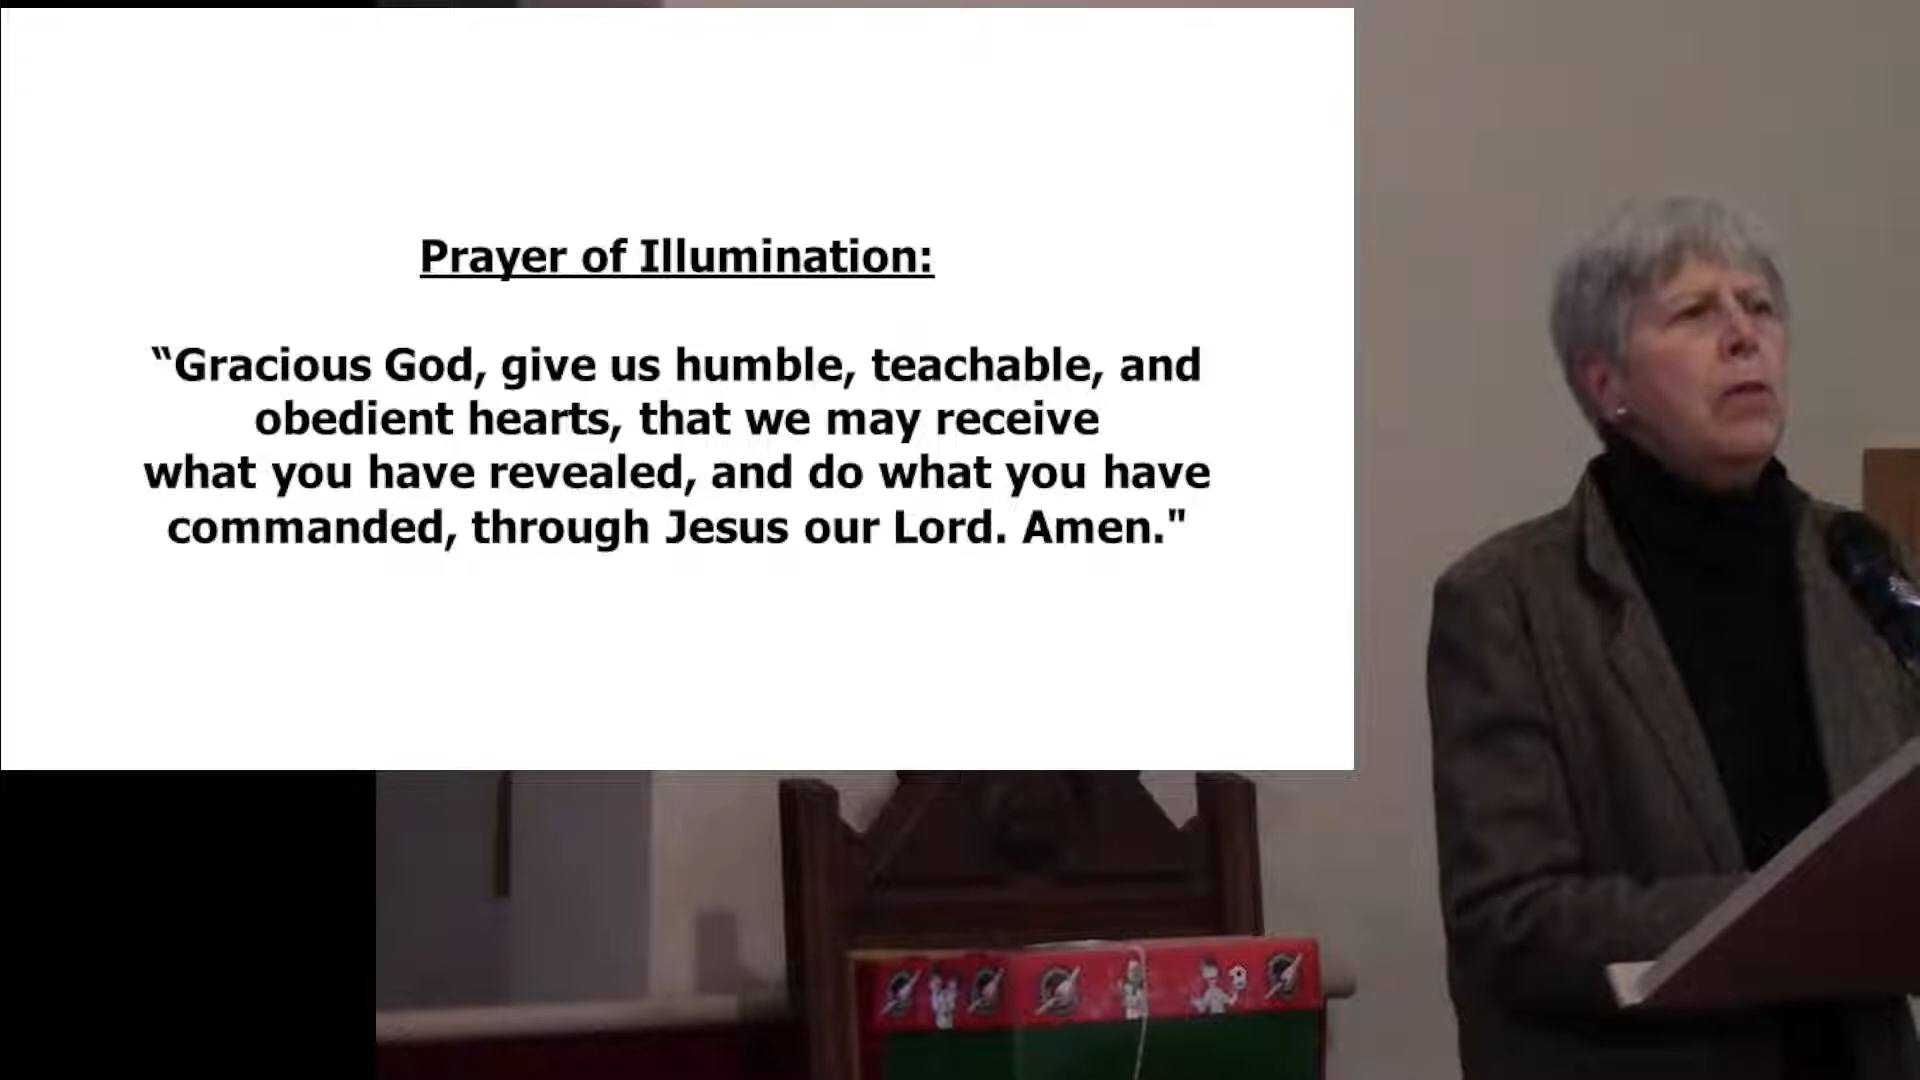 Prayer of Illumination:
“Gracious God, give us humble, teachable, and
obedient hearts, that we may receive
what you have revealed, and do what you have
commanded, through Jesus our Lord. Amen."